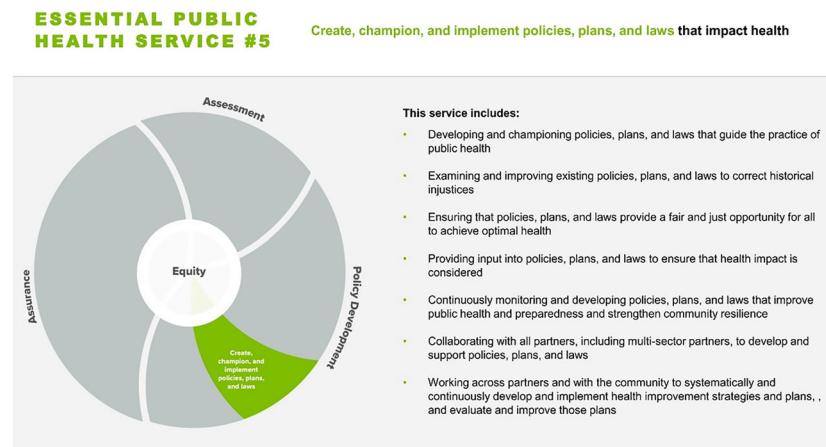 ESSENTIAL PUBLIC
HEALTH SERVICE #5
Create, champion, and implement policies, plans, and laws that impact health
Assessment
Assurance
Equity
Policy Development
Create,
champion, and
implement
policies, plans,
and laws
This service includes:
• Developing and championing policies, plans, and laws that guide the practice of
public health
• Examining and improving existing policies, plans, and laws to correct historical
injustices
• Ensuring that policies, plans, and laws provide a fair and just opportunity for all
to achieve optimal health
• Providing input into policies, plans, and laws to ensure that health impact is
considered
• Continuously monitoring and developing policies, plans, and laws that improve
public health and preparedness and strengthen community resilience
• Collaborating with all partners, including multi-sector partners, to develop and
support policies, plans, and laws
• Working across partners and with the community to systematically and
continuously develop and implement health improvement strategies and plans, ,
and evaluate and improve those plans